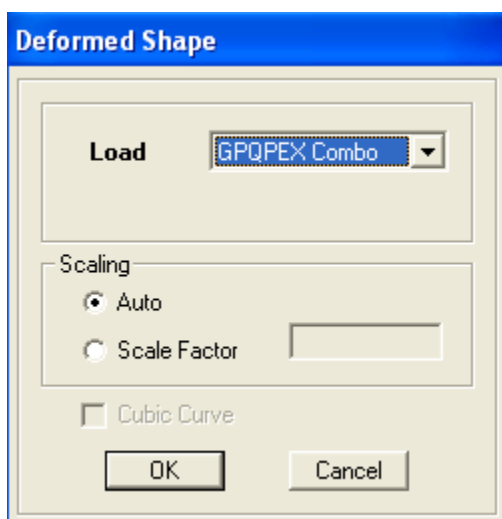 Deformed Shape
Load GPQPEX Combo
Scaling
Auto
Scale Factor
Cubic Curve
OK Cancel